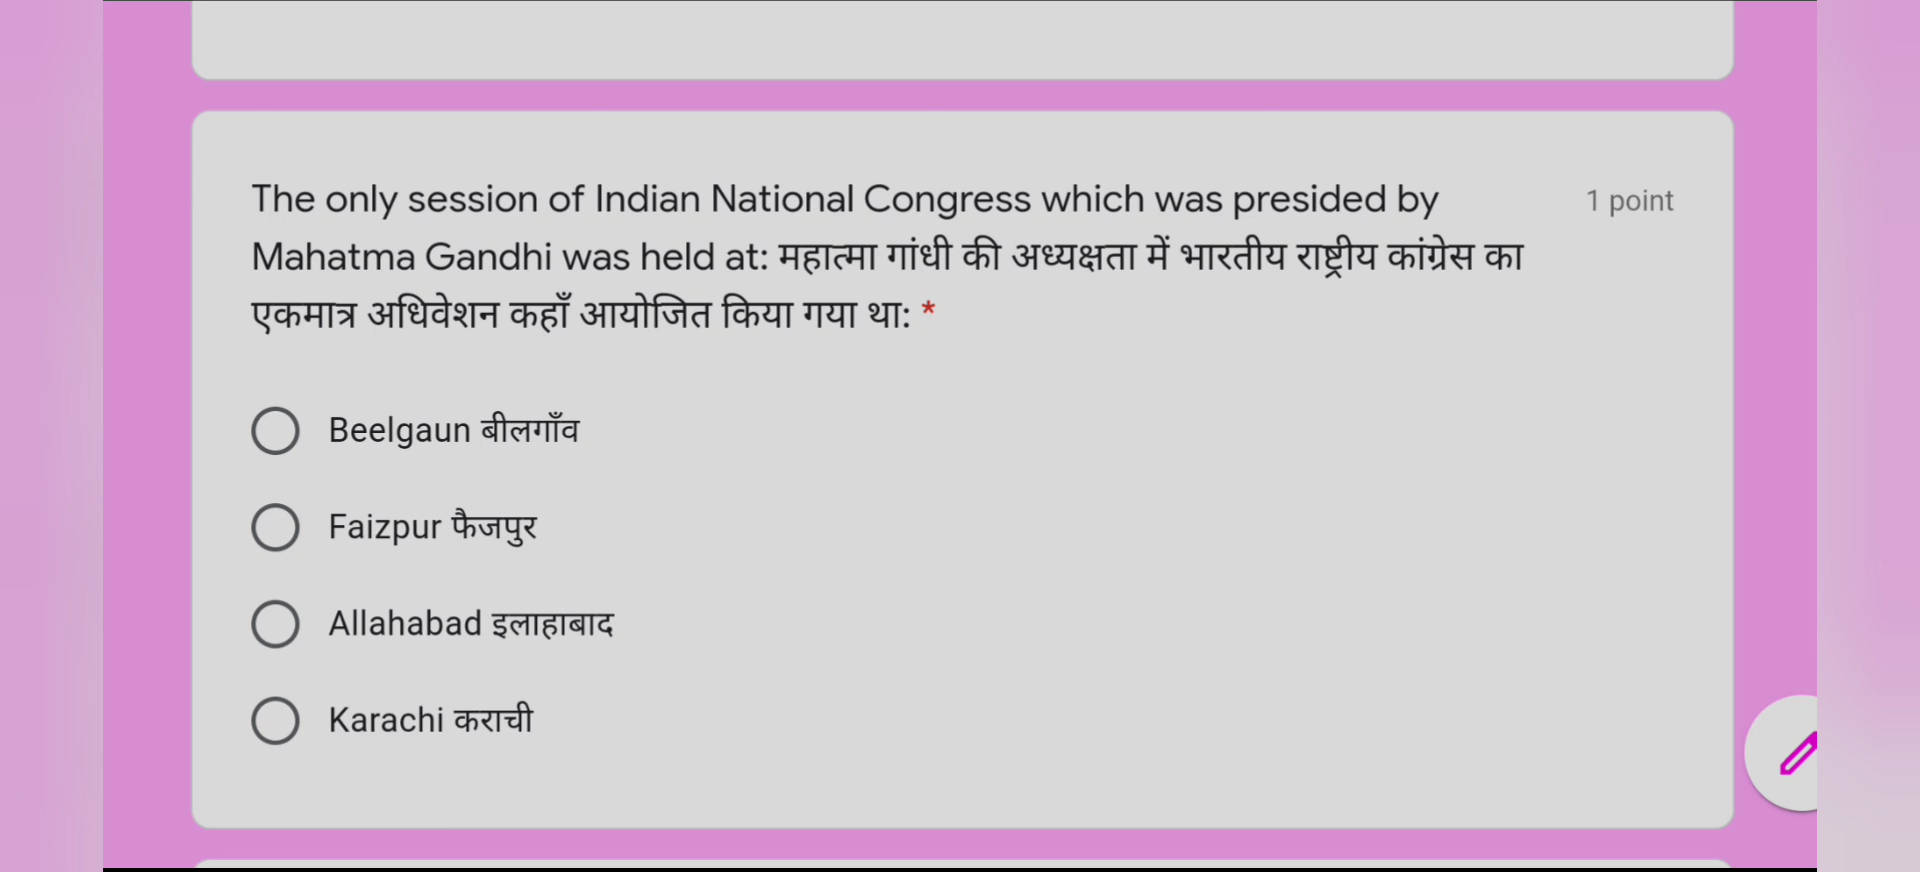 The only session of Indian National Congress which was presided by
1 point
Mahatma Gandhi was held at: महात्मा गांधी की अध्यक्षता में भारतीय राष्ट्रीय कांग्रेस का
एकमात्र अधिवेशन कहाँ आयोजित किया गया था: *
Beelgaun बीलगाँव
Faizpur फैजपुर
Allahabad इलाहाबाद
Karachi कराची